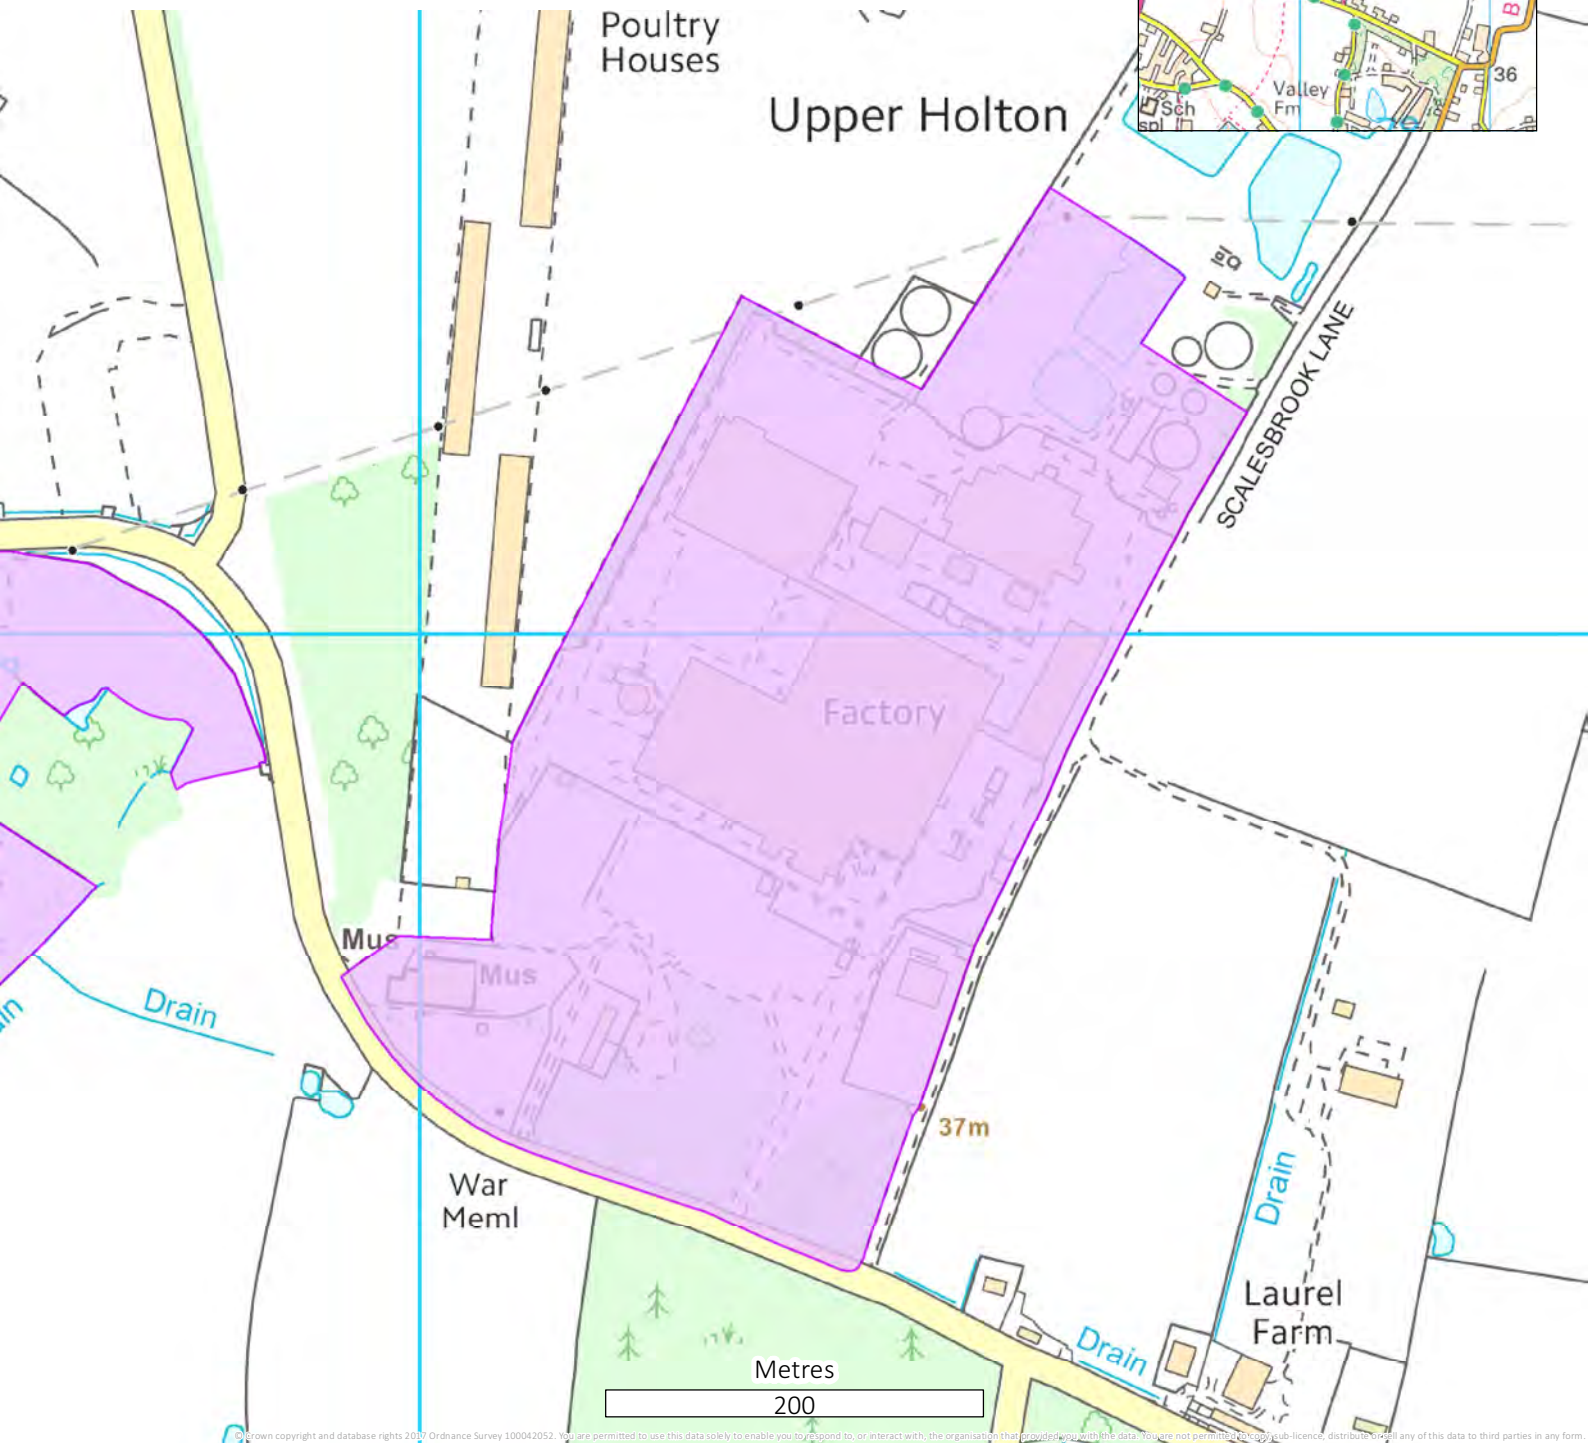 Poultry
Houses
Upper Holton
B
36
Valley
Fm
Sch
spl
SCALESBROOK LANE
Factory
Mus
Mus
Drain
37m
War
Meml
Drain
Laurel
Farm
Drain
Metres
200
© Crown copyright and database rights 2017 Ordnance Survey 100042052. You are permitted to use this data solely to enable you to respond to, or interact with, the organisation that provided you with the data. You are not permitted to copy, sub-licence, distribute or sell any of this data to third parties in any form.